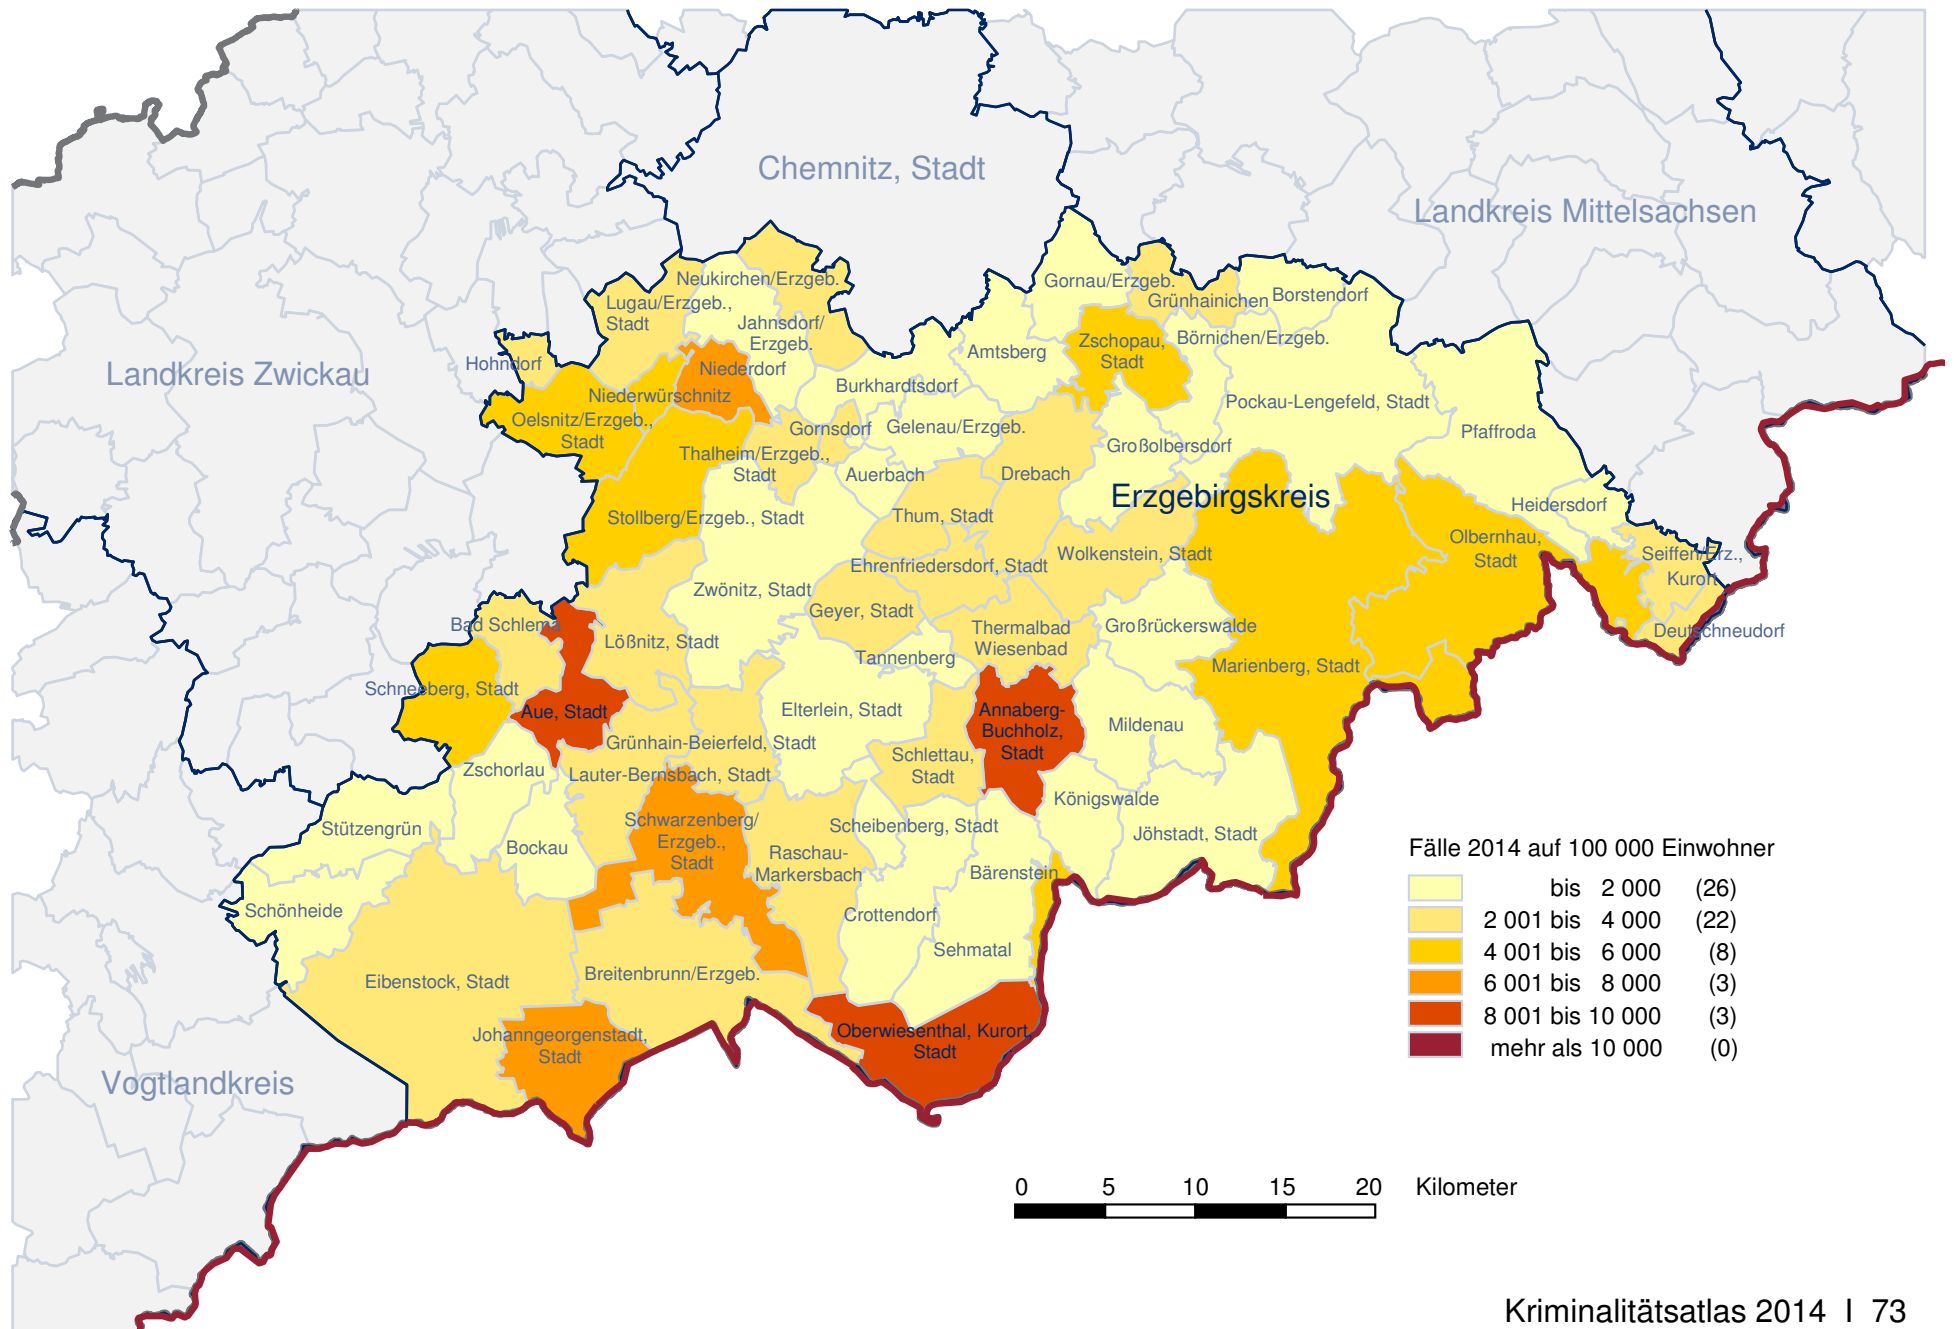 Chemnitz, Stadt
Landkreis Mittelsachsen
Landkreis Zwickau
Vogtlandkreis
Erzgebirgskreis
Neukirchen/Erzgeb.
Lugau/Erzgeb.,
Stadt
Jahnsdorf/
Erzgeb.
Hohndorf
Niederdorf
Niederwürschnitz
Oelsnitz/Erzgeb.,
Stadt
Gornau/Erzgeb.
Grünhainichen
Borstendorf
Börnichen/Erzgeb.
Zschopau,
Stadt
Amtsberg
Burkhardtsdorf
Gelenau/Erzgeb.
Gornsdorf
Thalheim/Erzgeb.,
Stadt
Auerbach
Drebach
Großolbersdorf
Pockau-Lengefeld, Stadt
Pfaffroda
Heidersdorf
Stollberg/Erzgeb., Stadt
Thum, Stadt
Olbernhau,
Stadt
Seiffen/Erz.,
Kurort
Deutschneudorf
Ehrenfriedersdorf, Stadt
Wolkenstein, Stadt
Zwönitz, Stadt
Geyer, Stadt
Bad Schlema
Lößnitz, Stadt
Thermalbad
Wiesenbad
Großrückerswalde
Tannenberg
Marienberg, Stadt
Schneeberg, Stadt
Aue, Stadt
Elterlein, Stadt
Annaberg-
Buchholz,
Stadt
Mildenau
Grünhain-Beierfeld, Stadt
Schlettau,
Stadt
Zschorlau
Lauter-Bernsbach, Stadt
Königswalde
Stützengrün
Schwarzenberg/
Erzgeb.,
Stadt
Scheibenberg, Stadt
Jöhstadt, Stadt
Bockau
Raschau-
Markersbach
Bärenstein
Schönheide
Crottendorf
Sehmatal
Eibenstock, Stadt
Breitenbrunn/Erzgeb.
Johanngeorgenstadt,
Stadt
Oberwiesenthal, Kurort,
Stadt
Fälle 2014 auf 100 000 Einwohner
bis 2 000 (26)
2 001 bis 4 000 (22)
4 001 bis 6 000 (8)
6 001 bis 8 000 (3)
8 001 bis 10 000 (3)
mehr als 10 000 (0)
0 5 10 15 20 Kilometer
Kriminalitätsatlas 2014 I 73